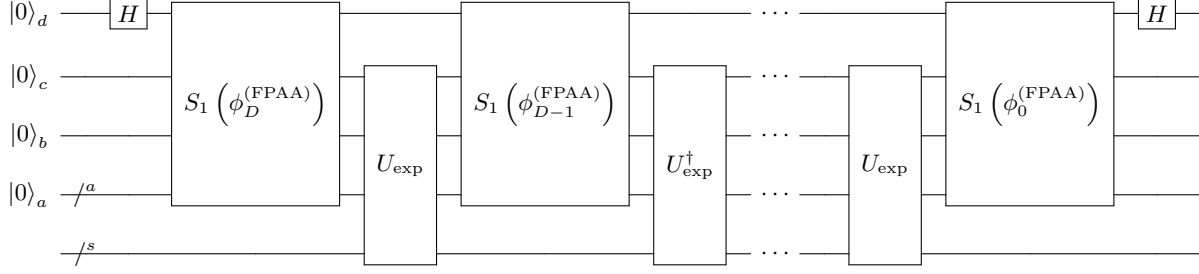 |0⟩_d H ··· H
|0⟩_c S_1 (ϕ_D^(FPAA)) S_1 (ϕ_{D−1}^(FPAA)) ··· S_1 (ϕ_0^(FPAA))
|0⟩_b U_exp U_exp^† ··· U_exp
|0⟩_a a ···
s ···